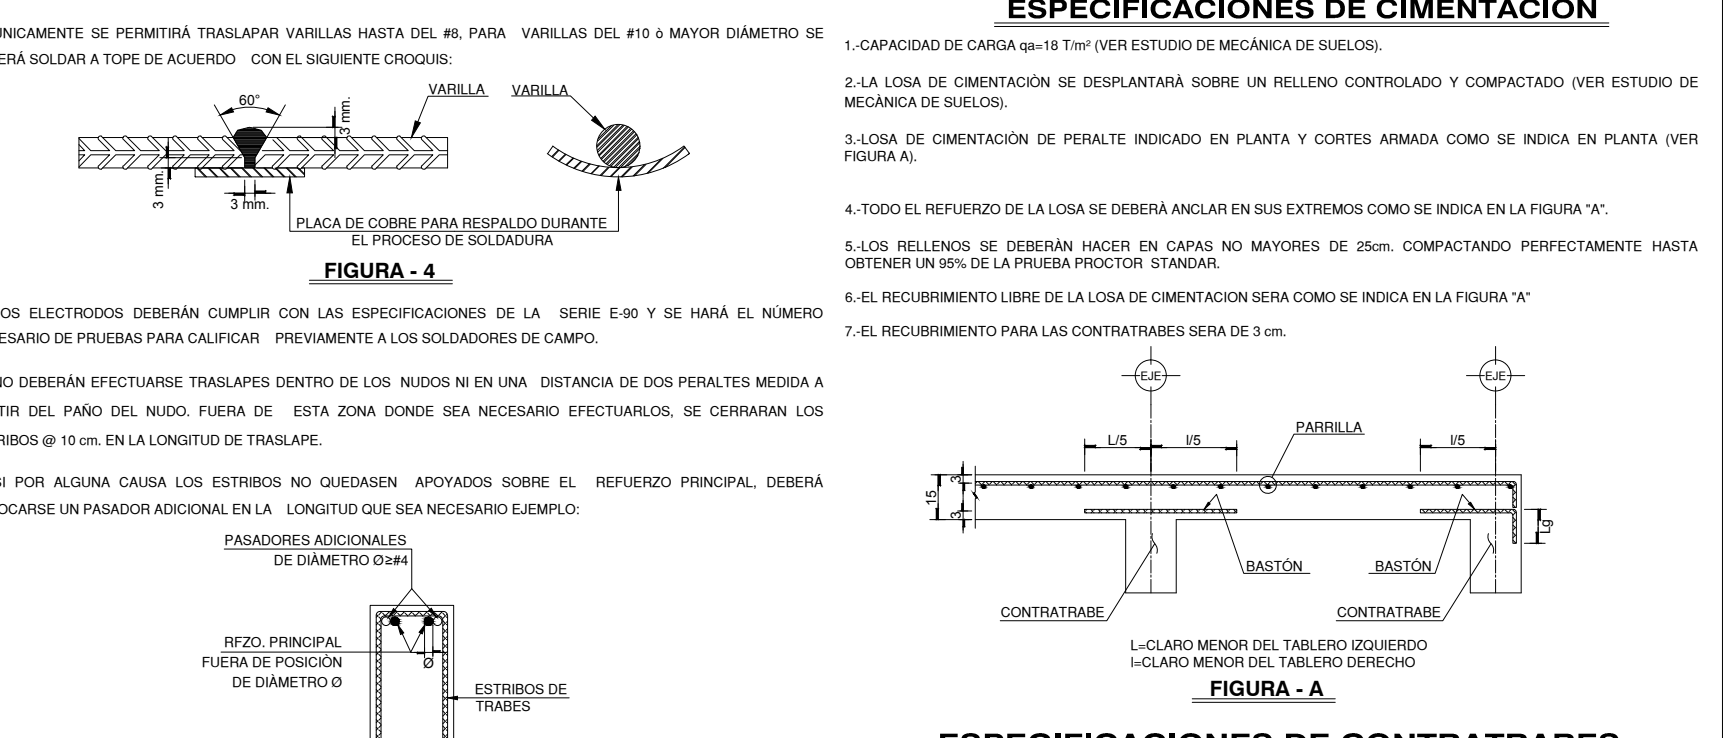 ÚNICAMENTE SE PERMITIRÁ TRASLAPAR VARILLAS HASTA DEL #8, PARA VARILLAS DEL #10 ò MAYOR DIÁMETRO SE
ERÁ SOLDAR A TOPE DE ACUERDO CON EL SIGUIENTE CROQUIS:
60°
3 mm.
VARILLA
VARILLA
3 mm.
3 mm.
PLACA DE COBRE PARA RESPALDO DURANTE
EL PROCESO DE SOLDADURA
FIGURA - 4
OS ELECTRODOS DEBERÁN CUMPLIR CON LAS ESPECIFICACIONES DE LA SERIE E-90 Y SE HARÁ EL NÚMERO
ESARIO DE PRUEBAS PARA CALIFICAR PREVIAMENTE A LOS SOLDADORES DE CAMPO.
NO DEBERÁN EFECTUARSE TRASLAPES DENTRO DE LOS NUDOS NI EN UNA DISTANCIA DE DOS PERALTES MEDIDA A
TIR DEL PAÑO DEL NUDO. FUERA DE ESTA ZONA DONDE SEA NECESARIO EFECTUARLOS, SE CERRARAN LOS
RIBOS @ 10 cm. EN LA LONGITUD DE TRASLAPE.
SI POR ALGUNA CAUSA LOS ESTRIBOS NO QUEDASEN APOYADOS SOBRE EL REFUERZO PRINCIPAL, DEBERÁ
OCARSE UN PASADOR ADICIONAL EN LA LONGITUD QUE SEA NECESARIO EJEMPLO:
PASADORES ADICIONALES
DE DIÀMETRO Ø≥#4
RFZO. PRINCIPAL
FUERA DE POSICIÒN
DE DIÀMETRO Ø
Ø
ESTRIBOS DE
TRABES
ESPECIFICACIONES DE CIMENTACIÓN
1.-CAPACIDAD DE CARGA qa=18 T/m² (VER ESTUDIO DE MECÁNICA DE SUELOS).
2.-LA LOSA DE CIMENTACIÒN SE DESPLANTARÀ SOBRE UN RELLENO CONTROLADO Y COMPACTADO (VER ESTUDIO DE
MECÀNICA DE SUELOS).
3.-LOSA DE CIMENTACIÒN DE PERALTE INDICADO EN PLANTA Y CORTES ARMADA COMO SE INDICA EN PLANTA (VER
FIGURA A).
4.-TODO EL REFUERZO DE LA LOSA SE DEBERÀ ANCLAR EN SUS EXTREMOS COMO SE INDICA EN LA FIGURA "A".
5.-LOS RELLENOS SE DEBERÀN HACER EN CAPAS NO MAYORES DE 25cm. COMPACTANDO PERFECTAMENTE HASTA
OBTENER UN 95% DE LA PRUEBA PROCTOR STANDAR.
6.-EL RECUBRIMIENTO LIBRE DE LA LOSA DE CIMENTACION SERA COMO SE INDICA EN LA FIGURA "A"
7.-EL RECUBRIMIENTO PARA LAS CONTRATRABES SERA DE 3 cm.
EJE
EJE
L/5
l/5
PARRILLA
l/5
15
3
3
Lg
BASTÓN
BASTÓN
CONTRATRABE
CONTRATRABE
L=CLARO MENOR DEL TABLERO IZQUIERDO
l=CLARO MENOR DEL TABLERO DERECHO
FIGURA - A
ESPECIFICACIONES DE CONTRATRABES